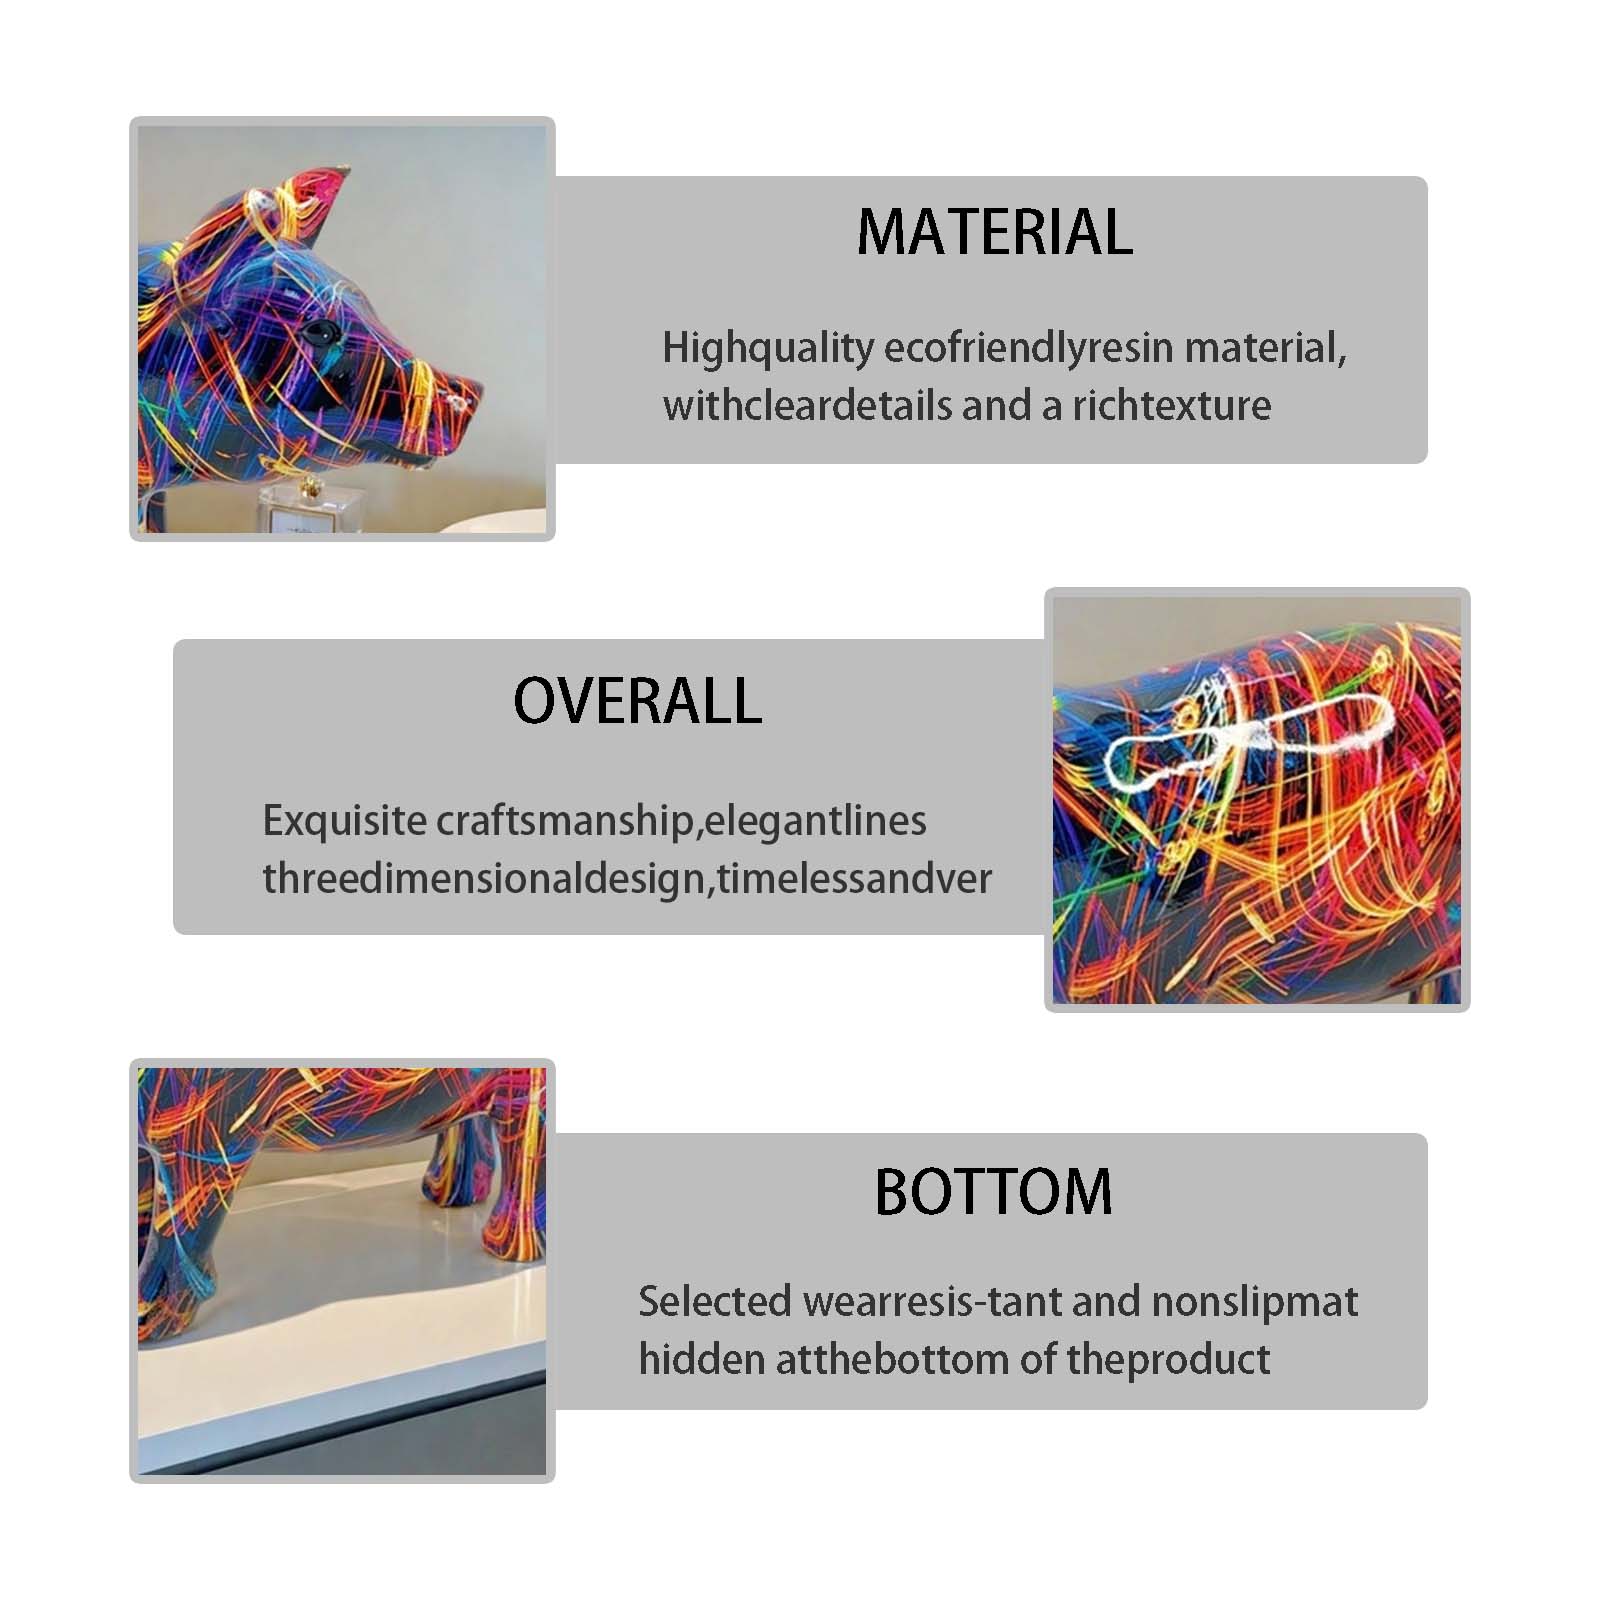 MATERIAL
Highquality ecofriendlyresin material,
withcleardetails and a richtexture
OVERALL
Exquisite craftsmanship,elegantlines
threedimensionaldesign,timelessandver
BOTTOM
Selected wearresis-tant and nonslipmat
hidden atthebottom of theproduct